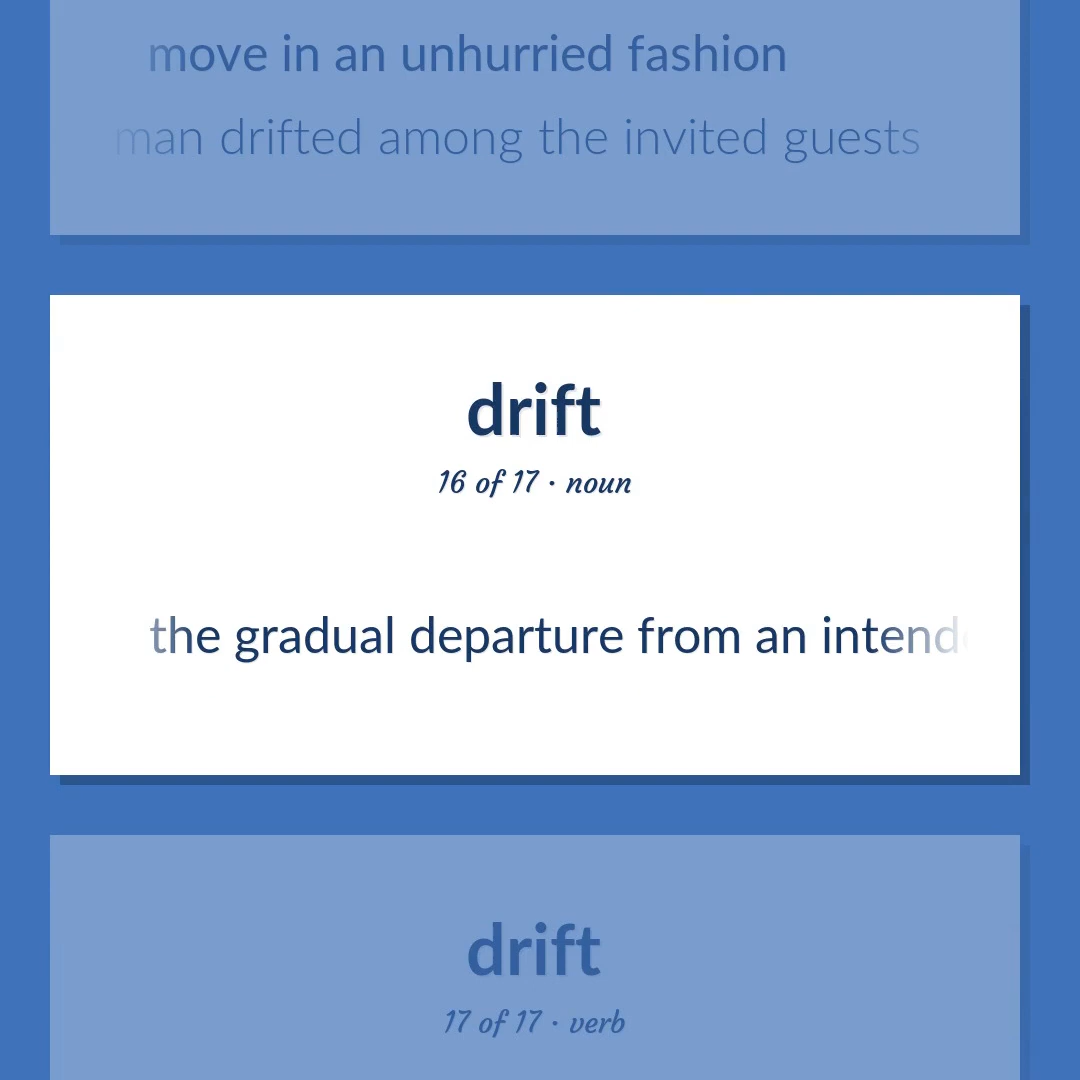 move in an unhurried fashion
man drifted among the invited guests
drift
16 of 17 · noun
the gradual departure from an
drift
17 of 17 · verb